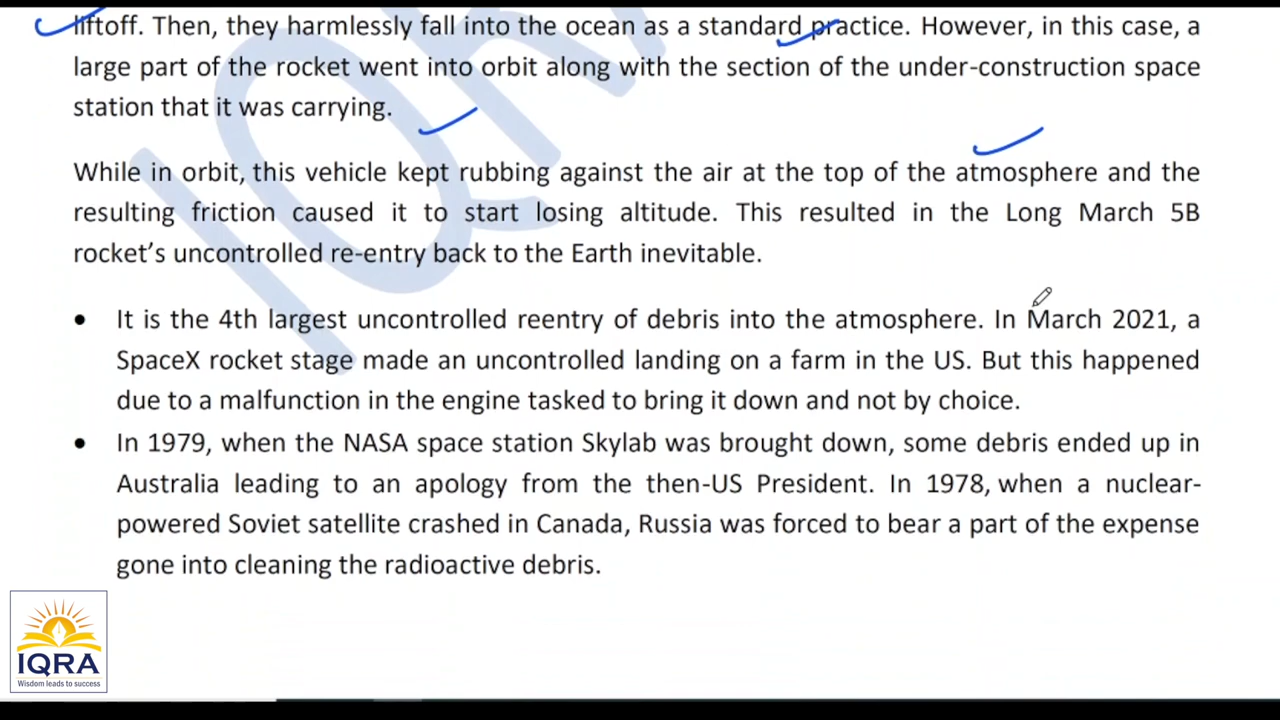 liftoff. Then, they harmlessly fall into the ocean as a standard practice. However, in this case, a
large part of the rocket went into orbit along with the section of the under-construction space
station that it was carrying.
While in orbit, this vehicle kept rubbing against the air at the top of the atmosphere and the
resulting friction caused it to start losing altitude. This resulted in the Long March 5B
rocket's uncontrolled re-entry back to the Earth inevitable.
• It is the 4th largest uncontrolled reentry of debris into the atmosphere. In March 2021, a
SpaceX rocket stage made an uncontrolled landing on a farm in the US. But this happened
due to a malfunction in the engine tasked to bring it down and not by choice.
• In 1979, when the NASA space station Skylab was brought down, some debris ended up in
Australia leading to an apology from the then-US President. In 1978, when a nuclear-
powered Soviet satellite crashed in Canada, Russia was forced to bear a part of the expense
gone into cleaning the radioactive debris.
IQRA
Wisdom leads to success